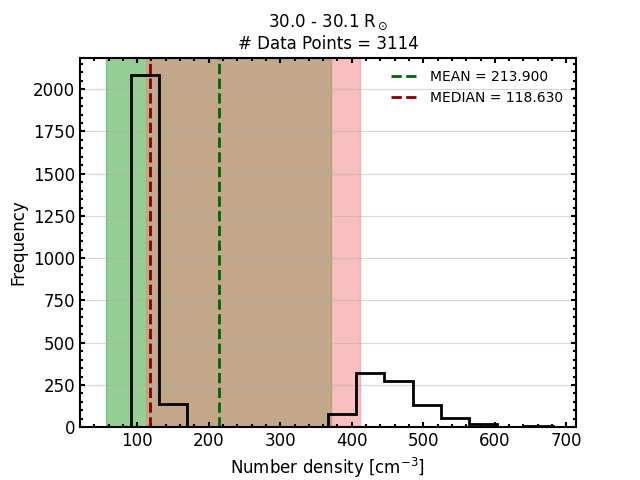 30.0 - 30.1 R⊙
# Data Points = 3114
MEAN = 213.900
MEDIAN = 118.630
Frequency
2000
1750
1500
1250
1000
750
500
250
0
100 200 300 400 500 600 700
Number density [cm⁻³]